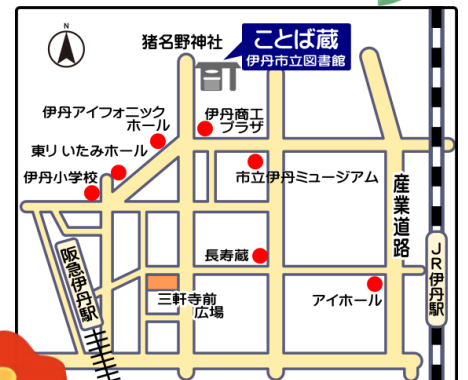 N
猪名野神社
ことば蔵
伊丹市立図書館
伊丹アイフォニック
ホール
伊丹商工
プラザ
東リ いたみホール
伊丹小学校
市立伊丹ミュージアム
産業道路
阪急伊丹駅
長寿蔵
JR伊丹駅
三軒寺前
広場
アイホール